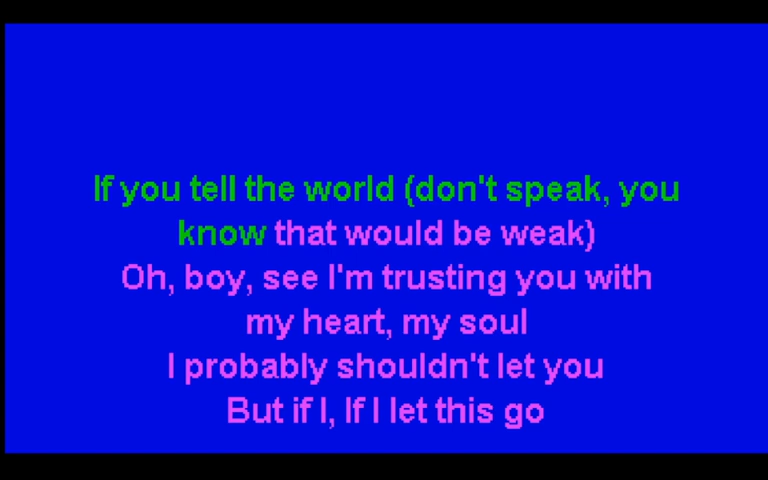 If you tell the world (don't speak, you
know that would be weak)
Oh, boy, see I'm trusting you with
my heart, my soul
I probably shouldn't let you
But if I, If I let this go